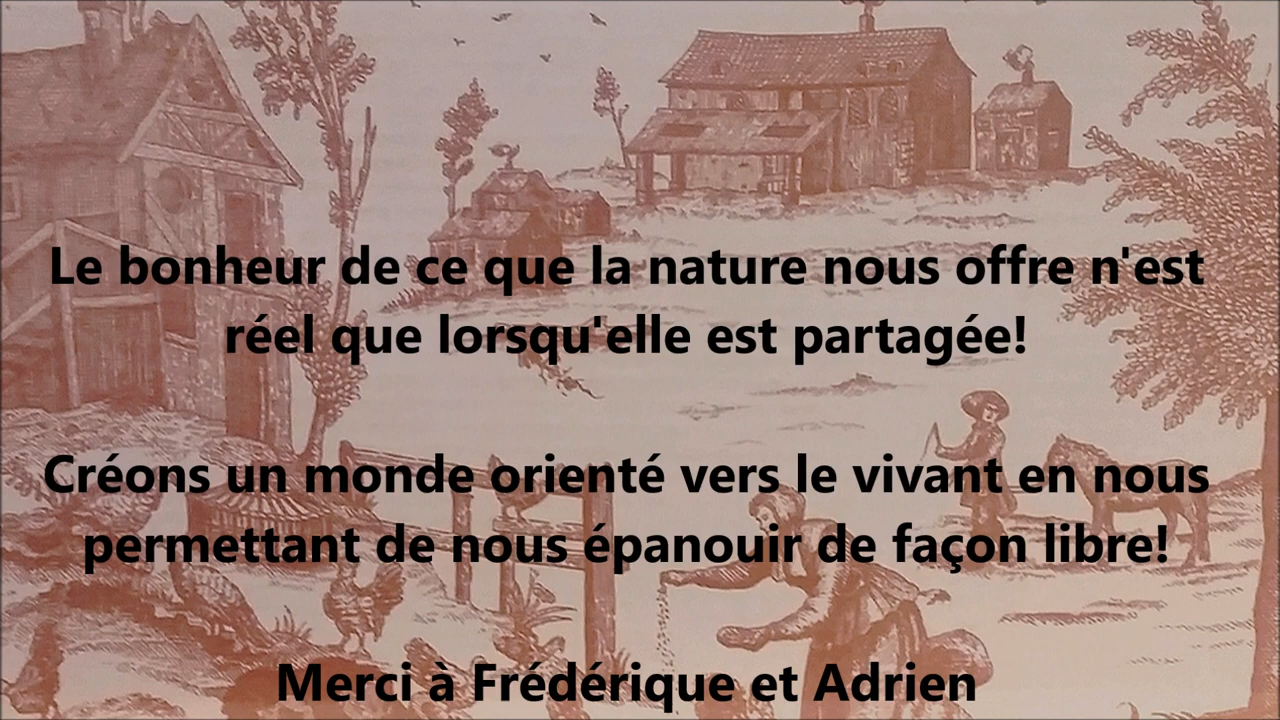 Le bonheur de ce que la nature nous offre n'est
réel que lorsqu'elle est partagée!
Créons un monde orienté vers le vivant en nous
permettant de nous épanouir de façon libre!
Merci à Frédérique et Adrien